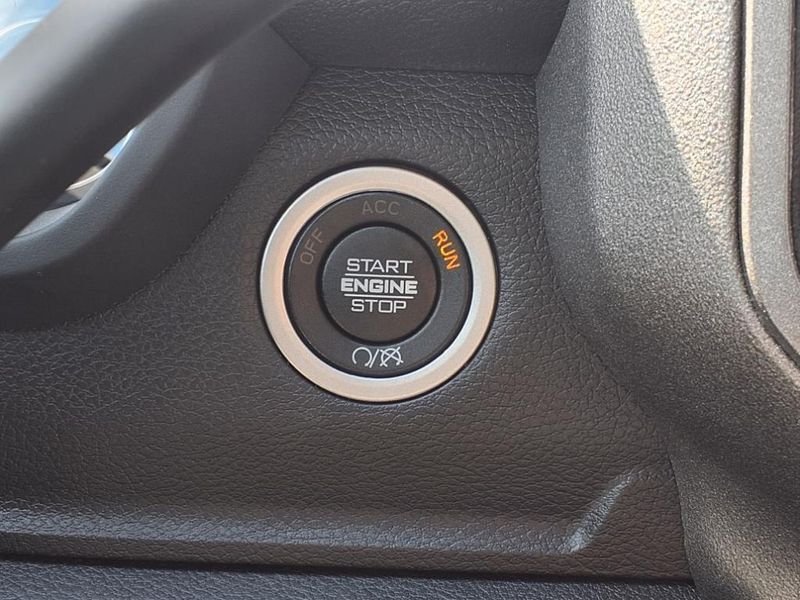 OFF
ACC
RUN
START
ENGINE
STOP